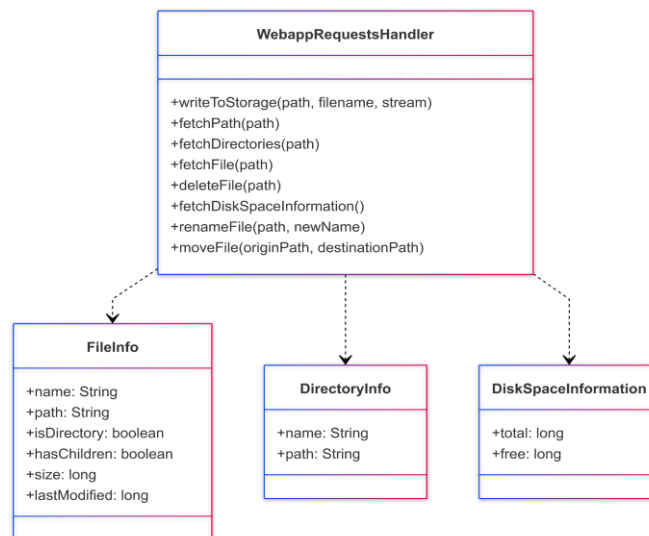 WebappRequestsHandler
+writeToStorage(path, filename, stream)
+fetchPath(path)
+fetchDirectories(path)
+fetchFile(path)
+deleteFile(path)
+fetchDiskSpaceInformation()
+renameFile(path, newName)
+moveFile(originPath, destinationPath)
FileInfo
+name: String
+path: String
+isDirectory: boolean
+hasChildren: boolean
+size: long
+lastModified: long
DirectoryInfo
+name: String
+path: String
DiskSpaceInformation
+total: long
+free: long